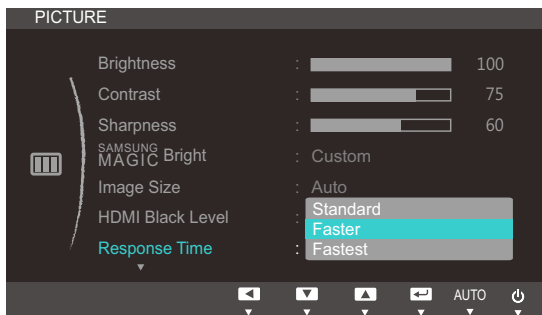 PICTURE
Brightness : 100
Contrast : 75
Sharpness : 60
SAMSUNG MAGIC Bright : Custom
Image Size : Auto
HDMI Black Level :
Standard
Faster
Response Time : Fastest
AUTO